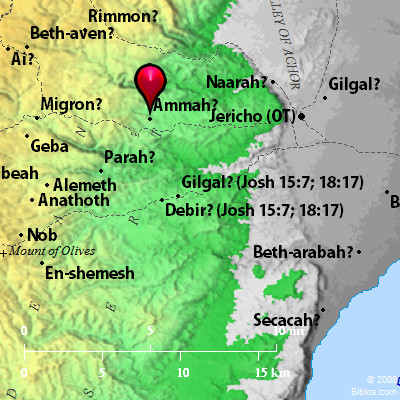 Rimmon?
Beth-aven?
Ai?
VALLEY OF ACHOR
Naarah?
Gilgal?
Migron?
Ammah?
Jericho (OT)
Geba
Parah?
beah
Alemeth
Gilgal? (Josh 15:7; 18:17)
Anathoth
Debir? (Josh 15:7; 18:17)
B
Nob
Mount of Olives
Beth-arabah?
En-shemesh
Secacah?
0 5 10 mi
0 5 10 15 km
© 2008
Biblos.com